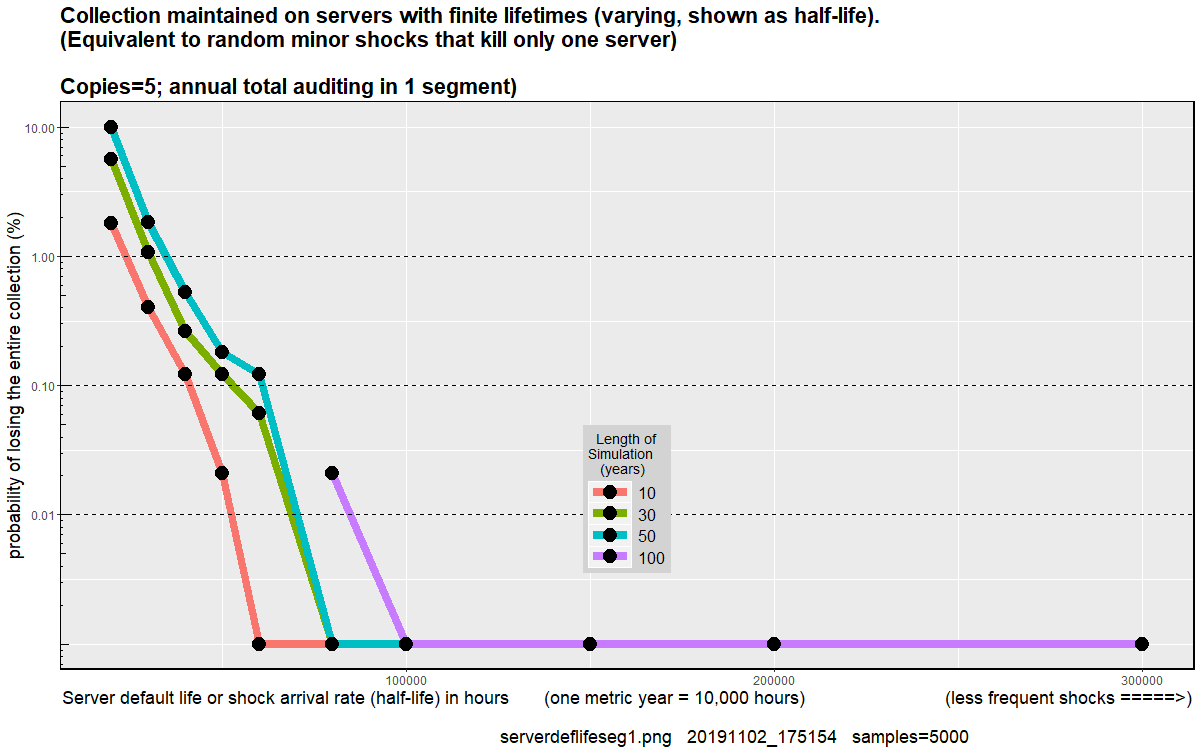 Collection maintained on servers with finite lifetimes (varying, shown as half-life).
(Equivalent to random minor shocks that kill only one server)
Copies=5; annual total auditing in 1 segment)
probability of losing the entire collection (%)
10.00
1.00
0.10
0.01
Length of
Simulation
(years)
10
30
50
100
100000
200000
300000
Server default life or shock arrival rate (half-life) in hours (one metric year = 10,000 hours) (less frequent shocks =====>)
serverdeflifeseg1.png 20191102_175154 samples=5000